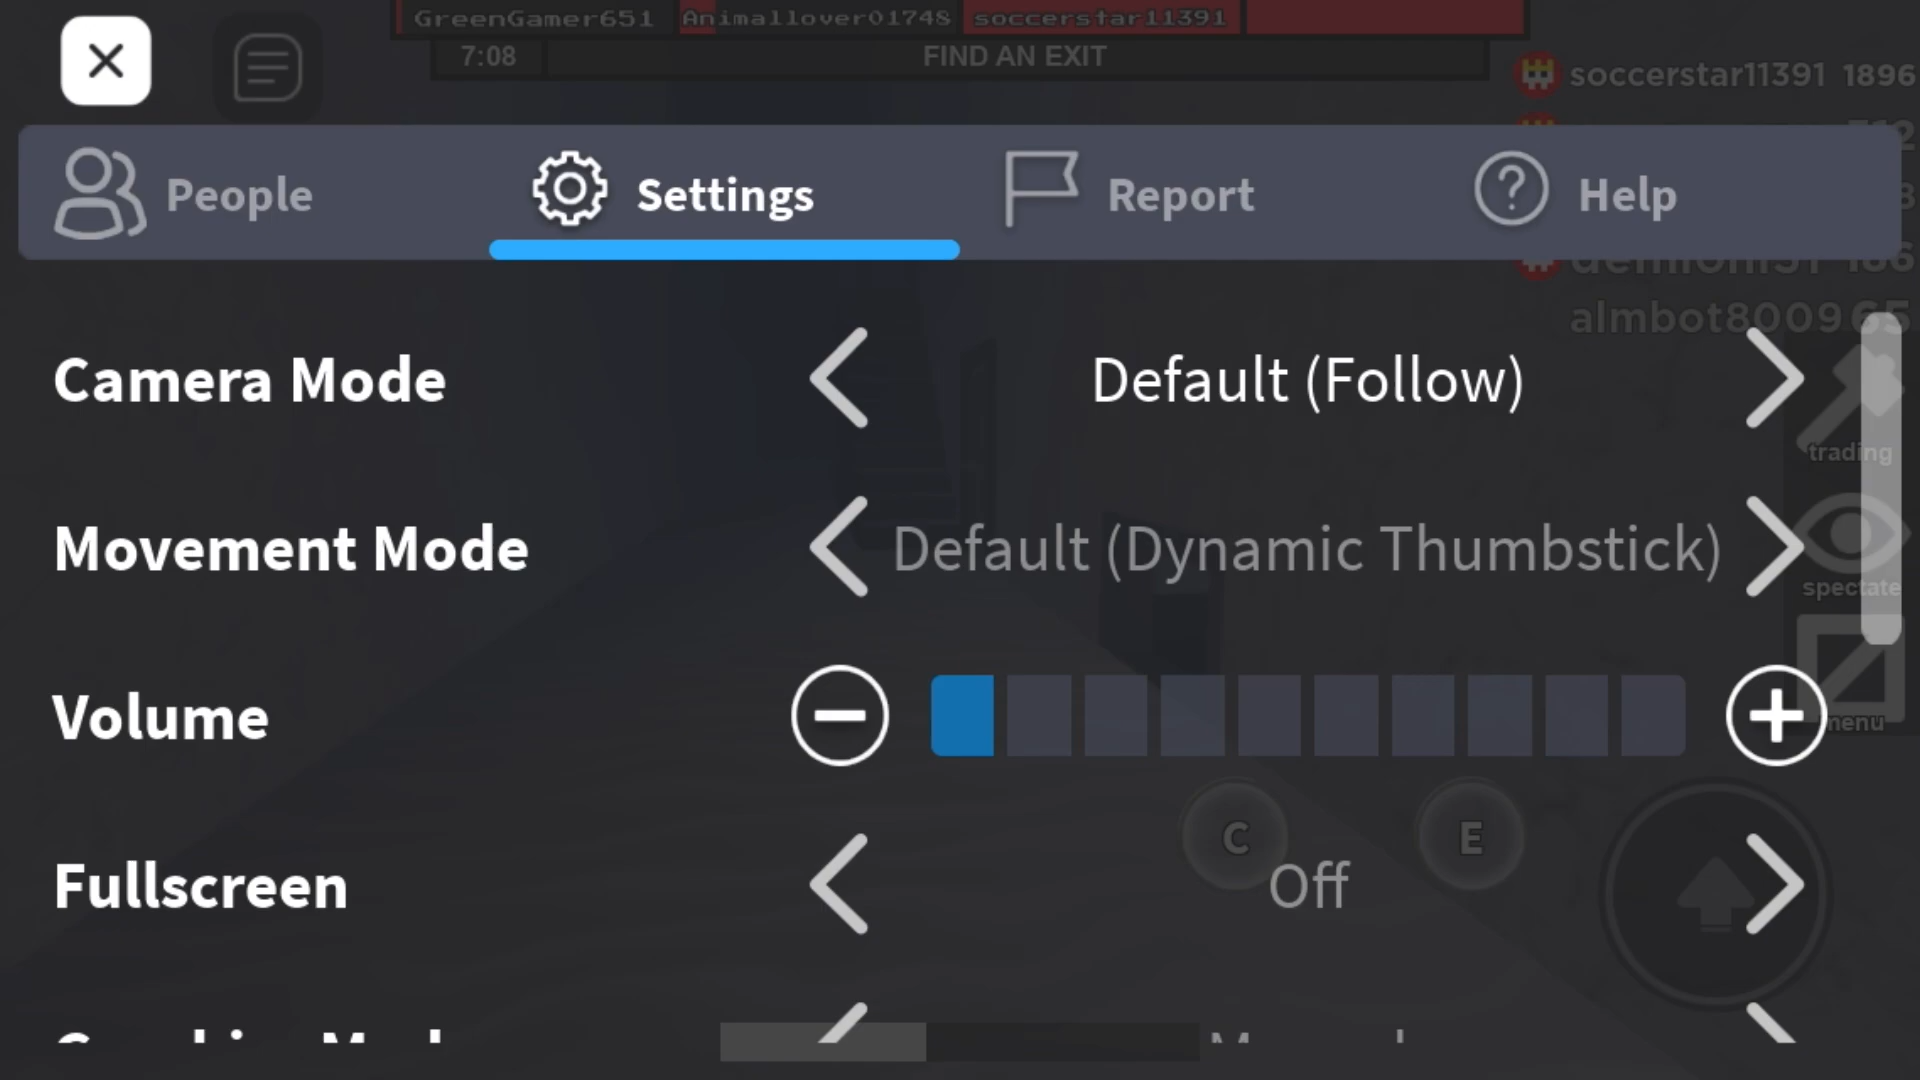 GreenGamer651 Animallover01748 soccerstar11391
7:08 FIND AN EXIT
soccerstar11391 1896
People Settings Report Help
almbot8009 65
Camera Mode Default (Follow)
trading
Movement Mode Default (Dynamic Thumbstick)
spectate
Volume
menu
C E
Fullscreen Off